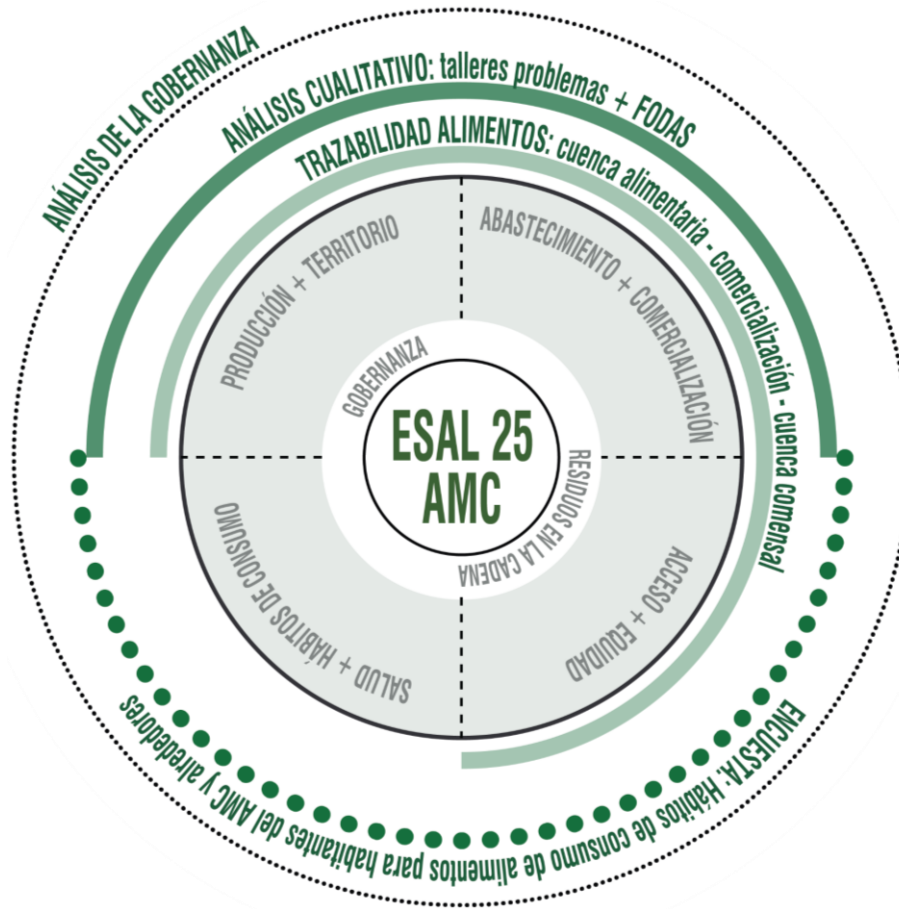 ANÁLISIS DE LA GOBERNANZA
ANÁLISIS CUALITATIVO: talleres problemas + FODAS
TRAZABILIDAD ALIMENTOS: cuenca alimentaria - comercialización - cuenca comensal
PRODUCCIÓN + TERRITORIO
ABASTECIMIENTO + COMERCIALIZACIÓN
GOBERNANZA
ESAL 25
AMC
RESIDUOS EN LA CADENA
SALUD + HÁBITOS DE CONSUMO
ACCESO + EQUIDAD
ENCUESTA: Hábitos de consumo de alimentos para habitantes del AMC y alrededores